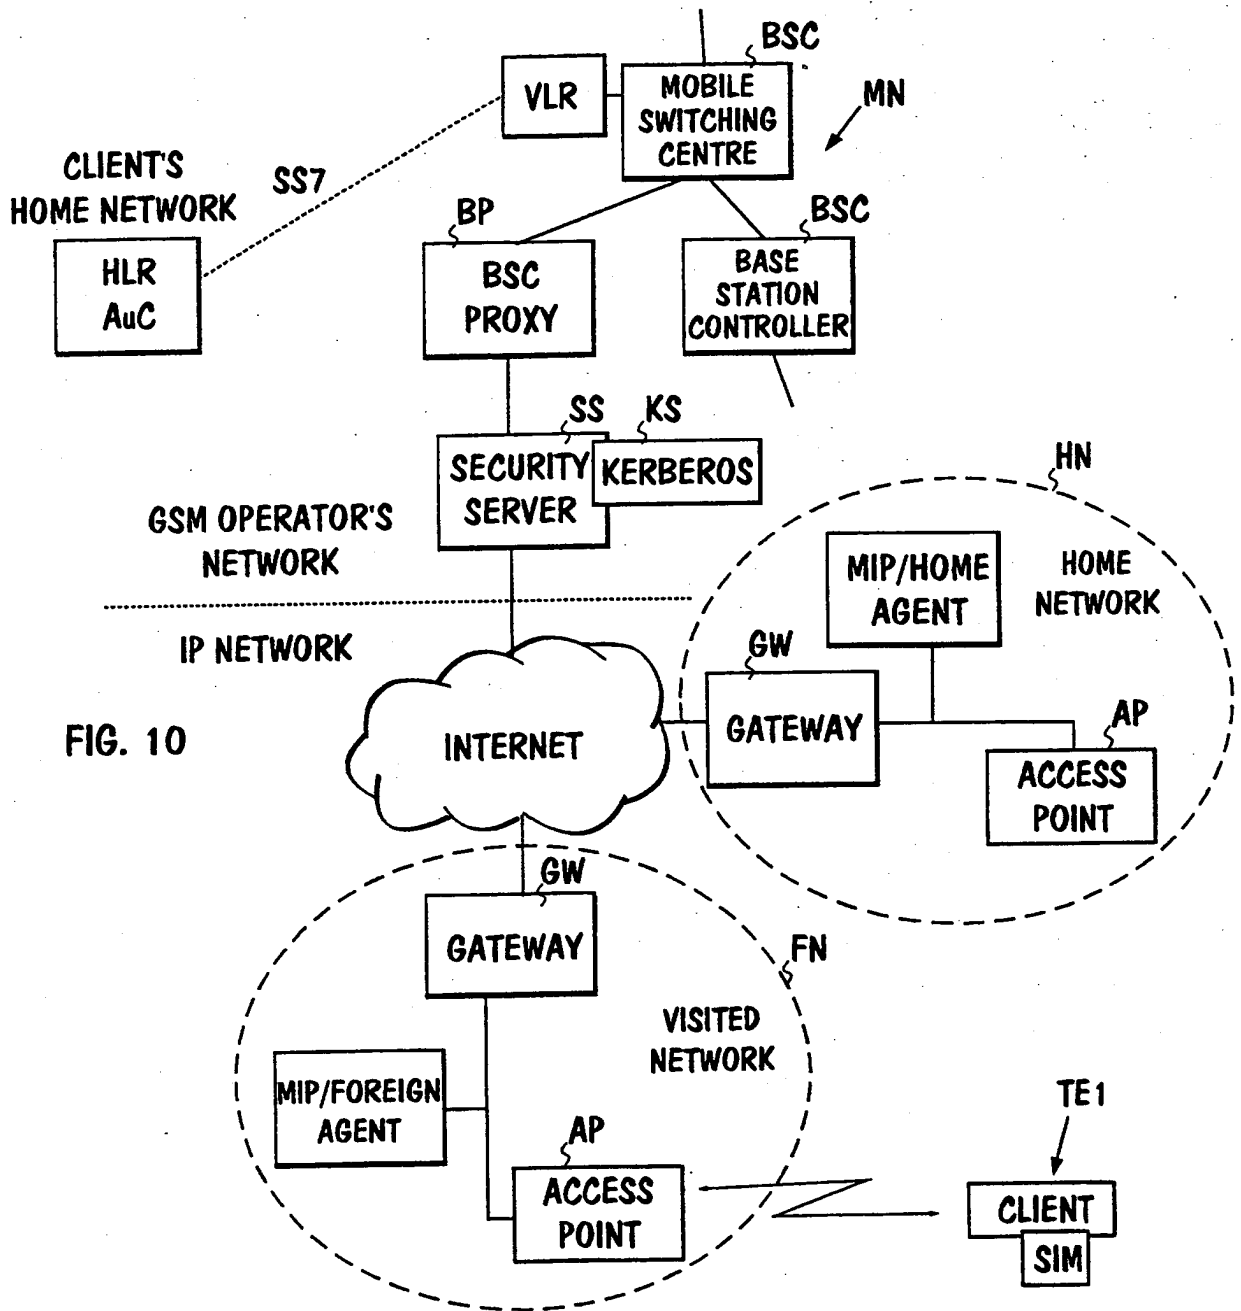 BSC
VLR
MOBILE
SWITCHING
CENTRE
MN
CLIENT'S
HOME NETWORK
SS7
HLR
AuC
BP
BSC
PROXY
BSC
BASE
STATION
CONTROLLER
SS
KS
SECURITY
SERVER
KERBEROS
GSM OPERATOR'S
NETWORK
IP NETWORK
HN
MIP/HOME
AGENT
HOME
NETWORK
GW
GATEWAY
AP
ACCESS
POINT
FIG. 10
INTERNET
GW
GATEWAY
FN
VISITED
NETWORK
MIP/FOREIGN
AGENT
AP
ACCESS
POINT
TE1
CLIENT
SIM